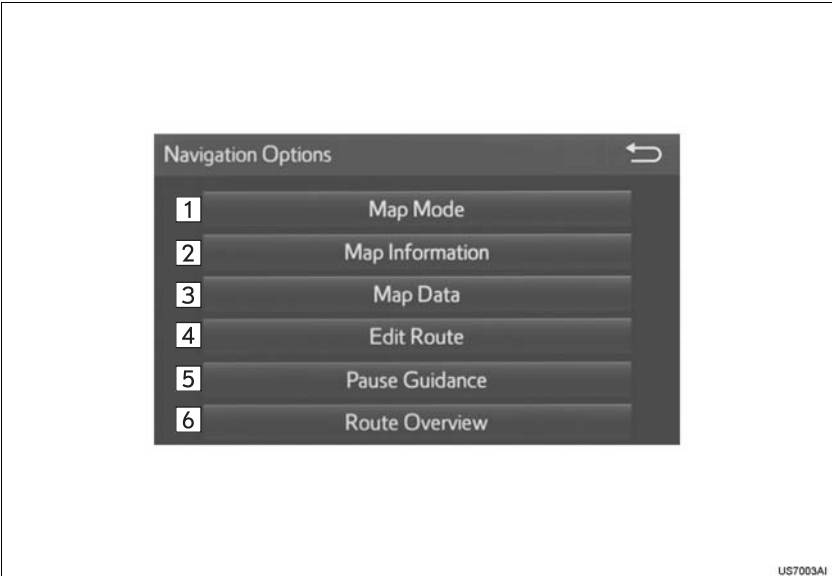 Navigation Options
1 Map Mode
2 Map Information
3 Map Data
4 Edit Route
5 Pause Guidance
6 Route Overview
US7003AI